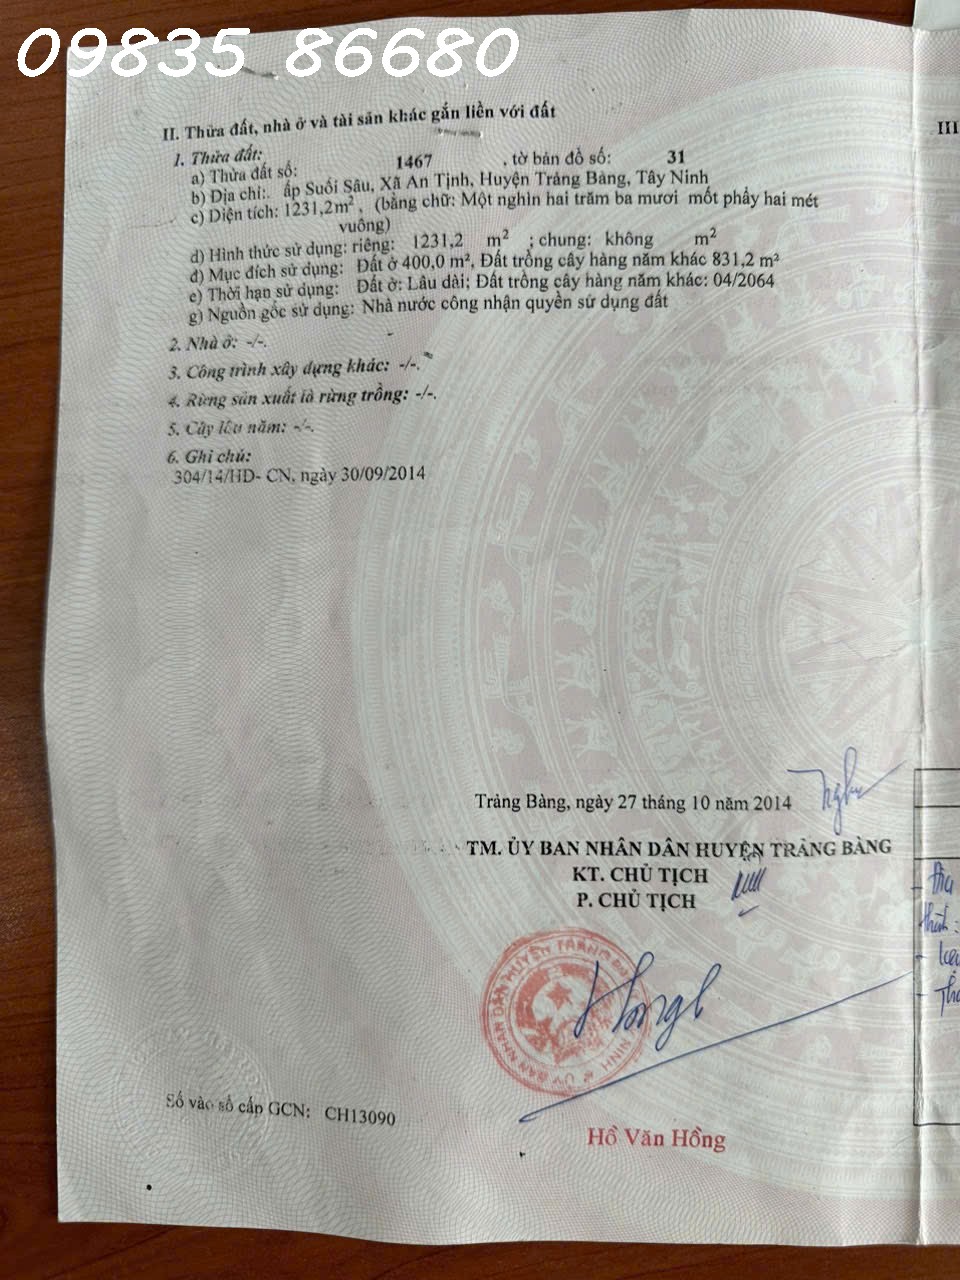 09835 86680
II. Thửa đất, nhà ở và tài sản khác gắn liền với đất
III
1. Thửa đất:
a) Thửa đất số: 1467 , tờ bản đồ số: 31
b) Địa chỉ: ấp Suối Sâu, Xã An Tịnh, Huyện Trảng Bàng, Tây Ninh
c) Diện tích: 1231,2m², (bằng chữ: Một nghìn hai trăm ba mươi mốt phẩy hai mét
vuông)
d) Hình thức sử dụng: riêng: 1231,2 m² ; chung: không m²
đ) Mục đích sử dụng: Đất ở 400,0 m², Đất trồng cây hàng năm khác 831,2 m²
e) Thời hạn sử dụng: Đất ở: Lâu dài; Đất trồng cây hàng năm khác: 04/2064
g) Nguồn gốc sử dụng: Nhà nước công nhận quyền sử dụng đất
2. Nhà ở: -/-.
3. Công trình xây dựng khác: -/-.
4. Rừng sản xuất là rừng trồng: -/-.
5. Cây lâu năm: -/-.
6. Ghi chú:
304/14/HD- CN, ngày 30/09/2014
Trảng Bàng, ngày 27 tháng 10 năm 2014
TM. ỦY BAN NHÂN DÂN HUYỆN TRẢNG BÀNG
KT. CHỦ TỊCH
P. CHỦ TỊCH
Hồ Văn Hồng
Số vào sổ cấp GCN: CH13090